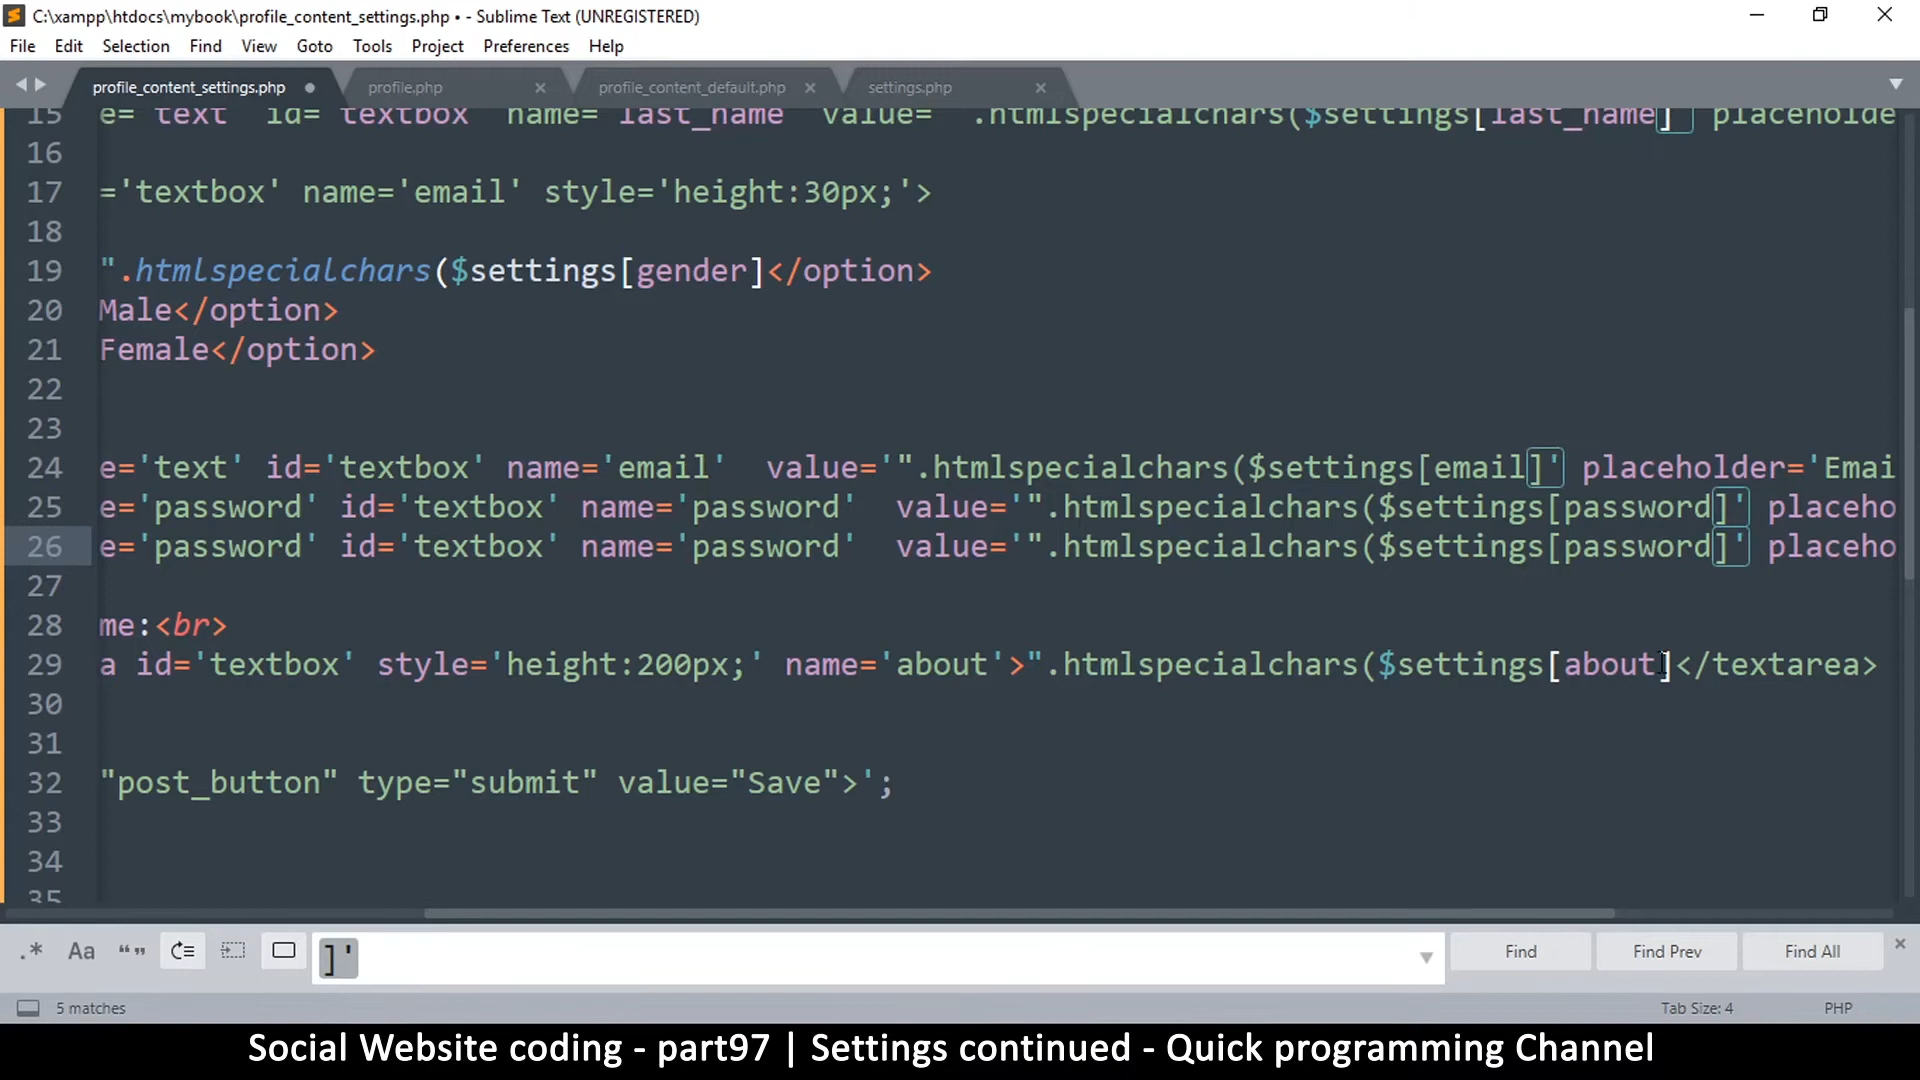 C:\xampp\htdocs\mybook\profile_content_settings.php • - Sublime Text (UNREGISTERED)
File Edit Selection Find View Goto Tools Project Preferences Help
profile_content_settings.php profile.php profile_content_default.php settings.php
15 e='text' id='textbox' name='last_name' value='".htmlspecialchars($settings[last_name]' placeholde
16
17 ='textbox' name='email' style='height:30px;'>
18
19 ".htmlspecialchars($settings[gender]</option>
20 Male</option>
21 Female</option>
22
23
24 e='text' id='textbox' name='email'  value='".htmlspecialchars($settings[email]' placeholder='Emai
25 e='password' id='textbox' name='password'  value='".htmlspecialchars($settings[password]' placeho
26 e='password' id='textbox' name='password'  value='".htmlspecialchars($settings[password]' placeho
27
28 me:<br>
29 a id='textbox' style='height:200px;' name='about'>".htmlspecialchars($settings[about]</textarea>
30
31
32 "post_button" type="submit" value="Save">';
33
34
35
.* Aa “” ]' Find Find Prev Find All
5 matches Tab Size: 4 PHP
Social Website coding - part97 | Settings continued - Quick programming Channel